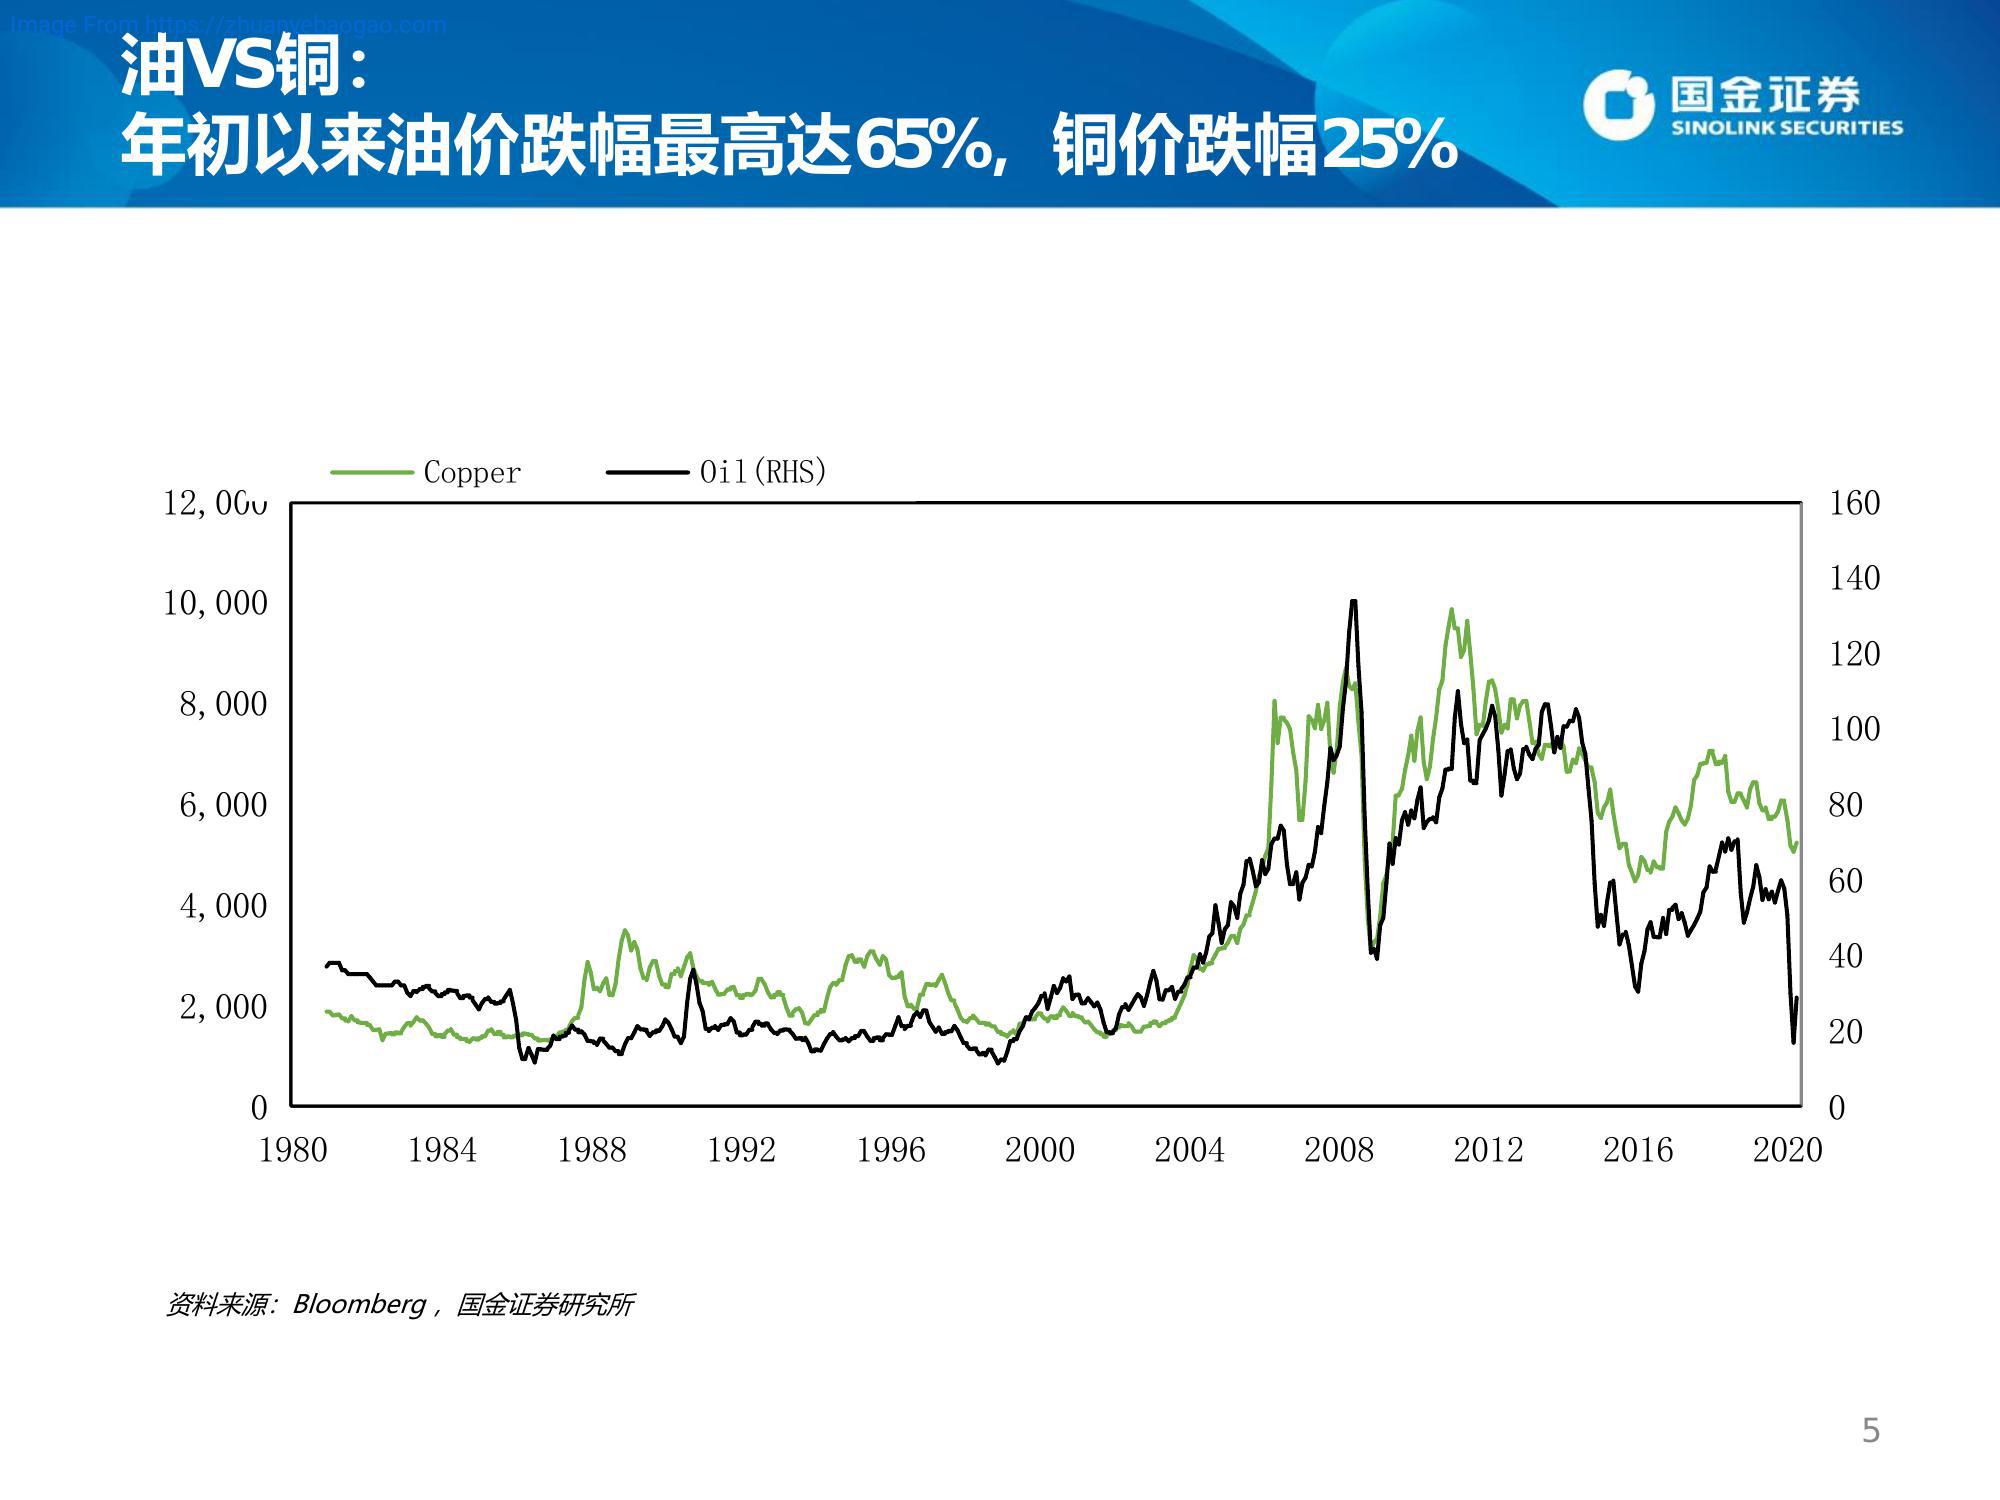 Image From https://zhuanyebaogao.com
油VS铜：
年初以来油价跌幅最高达65%，铜价跌幅25%
国金证券
SINOLINK SECURITIES
Copper
Oil(RHS)
12,000
10,000
8,000
6,000
4,000
2,000
0
160
140
120
100
80
60
40
20
0
1980 1984 1988 1992 1996 2000 2004 2008 2012 2016 2020
资料来源：Bloomberg，国金证券研究所
5